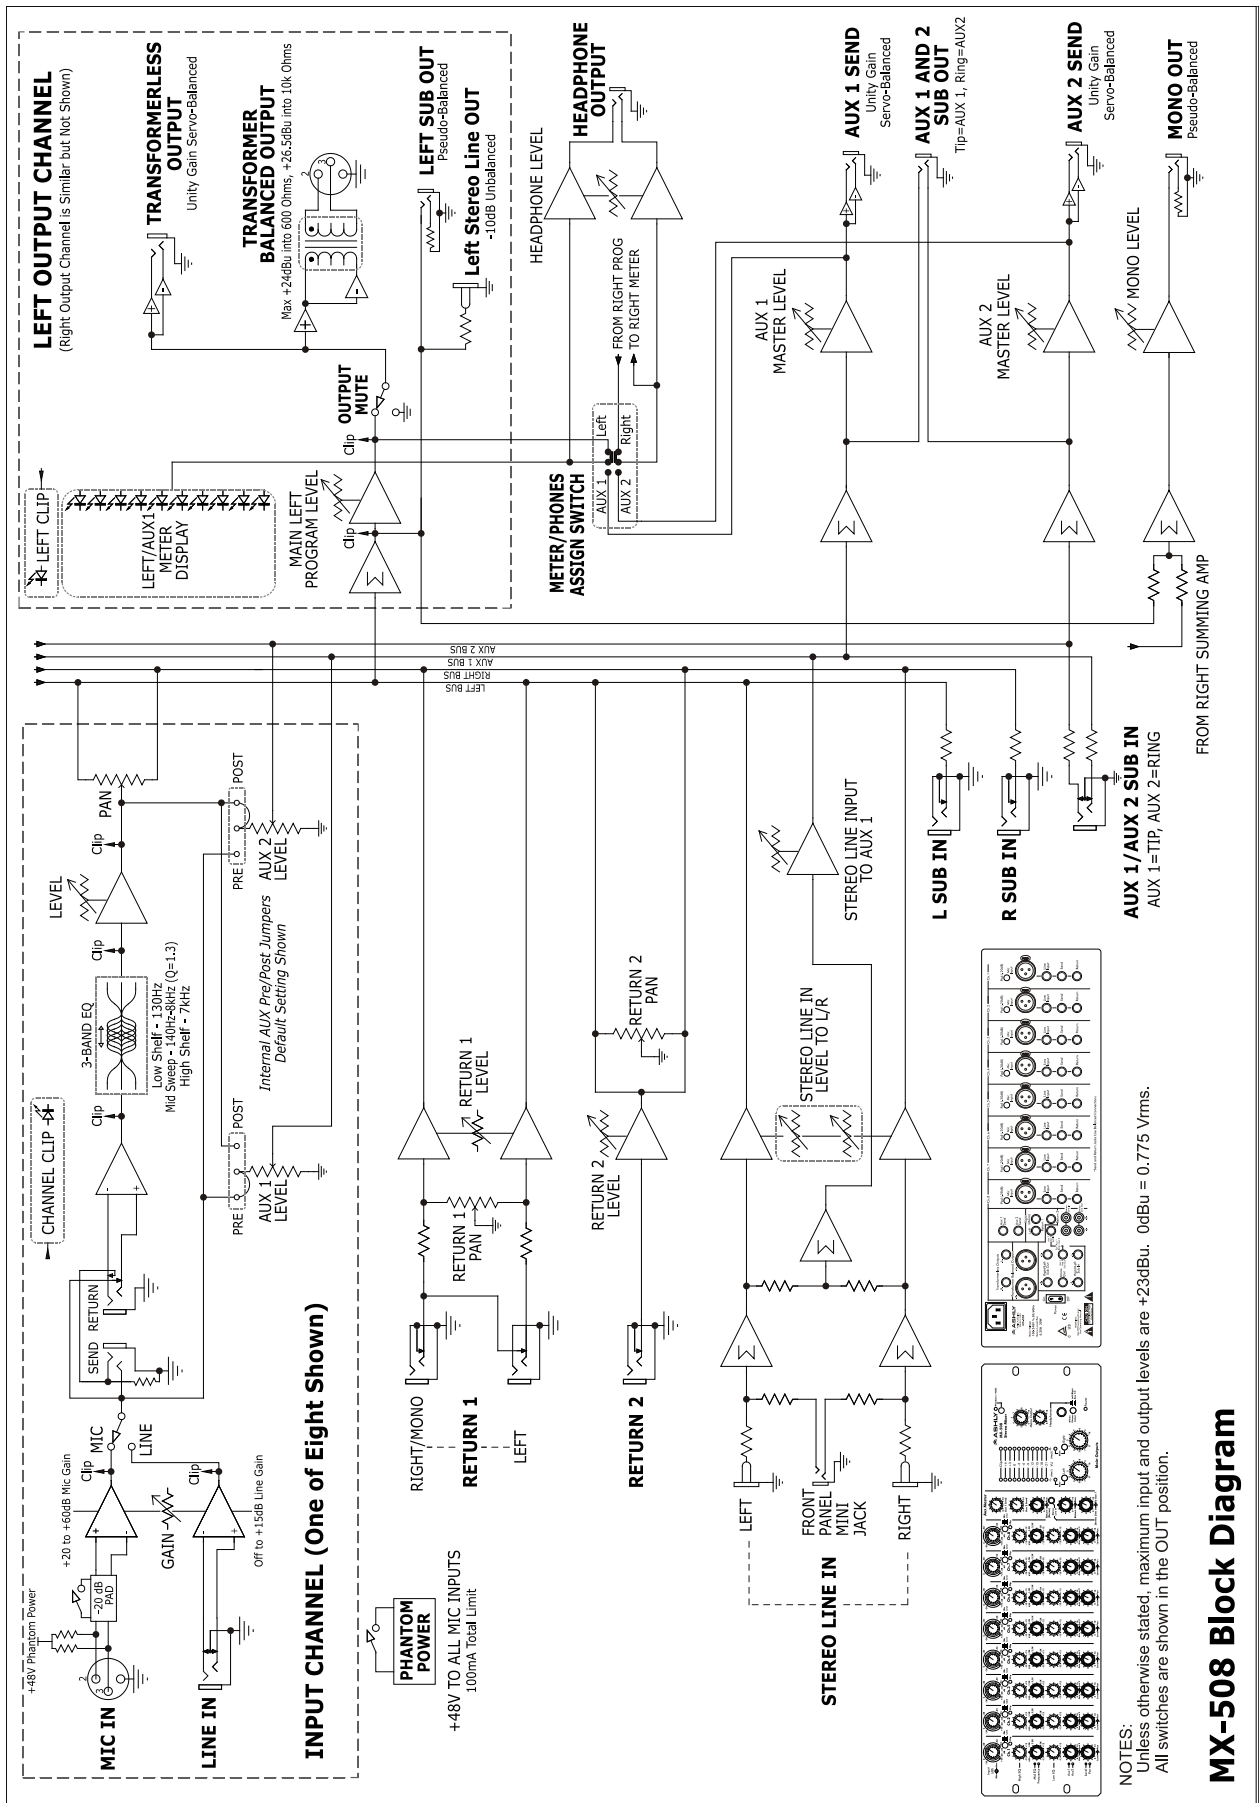 INPUT CHANNEL (One of Eight Shown)
+48V Phantom Power
MIC IN
2
3
-20 dB
PAD
+20 to +60dB Mic Gain
GAIN
Off to +15dB Line Gain
LINE IN
Clip
MIC
LINE
Clip
SEND
RETURN
CHANNEL CLIP
Clip
3-BAND EQ
Low Shelf - 130Hz
Mid Sweep - 140Hz-8kHz (Q=1.3)
High Shelf - 7kHz
Clip
LEVEL
Clip
PAN
PRE
POST
AUX 1
LEVEL
Internal AUX Pre/Post Jumpers
Default Setting Shown
PRE
POST
AUX 2
LEVEL
PHANTOM
POWER
+48V TO ALL MIC INPUTS
100mA Total Limit
RIGHT/MONO
RETURN 1
LEFT
RETURN 1
PAN
RETURN 1
LEVEL
RETURN 2
RETURN 2
LEVEL
RETURN 2
PAN
STEREO LINE IN
LEFT
FRONT
PANEL
MINI
JACK
RIGHT
Σ
Σ
Σ
STEREO LINE IN
LEVEL TO L/R
STEREO LINE INPUT
TO AUX 1
L SUB IN
R SUB IN
AUX 1/AUX 2 SUB IN
AUX 1=TIP, AUX 2=RING
AUX 2 BUS
AUX 1 BUS
RIGHT BUS
LEFT BUS
LEFT OUTPUT CHANNEL
(Right Output Channel is Similar but Not Shown)
LEFT CLIP
LEFT/AUX1
METER
DISPLAY
MAIN LEFT
PROGRAM LEVEL
Σ
Clip
Clip
OUTPUT
MUTE
TRANSFORMERLESS
OUTPUT
Unity Gain Servo-Balanced
TRANSFORMER
BALANCED OUTPUT
Max +24dBu into 600 Ohms, +26.5dBu into 10k Ohms
2
3
LEFT SUB OUT
Pseudo-Balanced
Left Stereo Line OUT
-10dB Unbalanced
METER/PHONES
ASSIGN SWITCH
AUX 1
Left
AUX 2
Right
FROM RIGHT PROG
TO RIGHT METER
HEADPHONE LEVEL
HEADPHONE
OUTPUT
Σ
AUX 1
MASTER LEVEL
AUX 1 SEND
Unity Gain
Servo-Balanced
AUX 1 AND 2
SUB OUT
Tip=AUX 1, Ring=AUX2
Σ
AUX 2
MASTER LEVEL
AUX 2 SEND
Unity Gain
Servo-Balanced
FROM RIGHT SUMMING AMP
Σ
MONO LEVEL
MONO OUT
Pseudo-Balanced
ASHLY
ASHLY
NOTES:
Unless otherwise stated, maximum input and output levels are +23dBu. 0dBu = 0.775 Vrms.
All switches are shown in the OUT position.
MX-508 Block Diagram